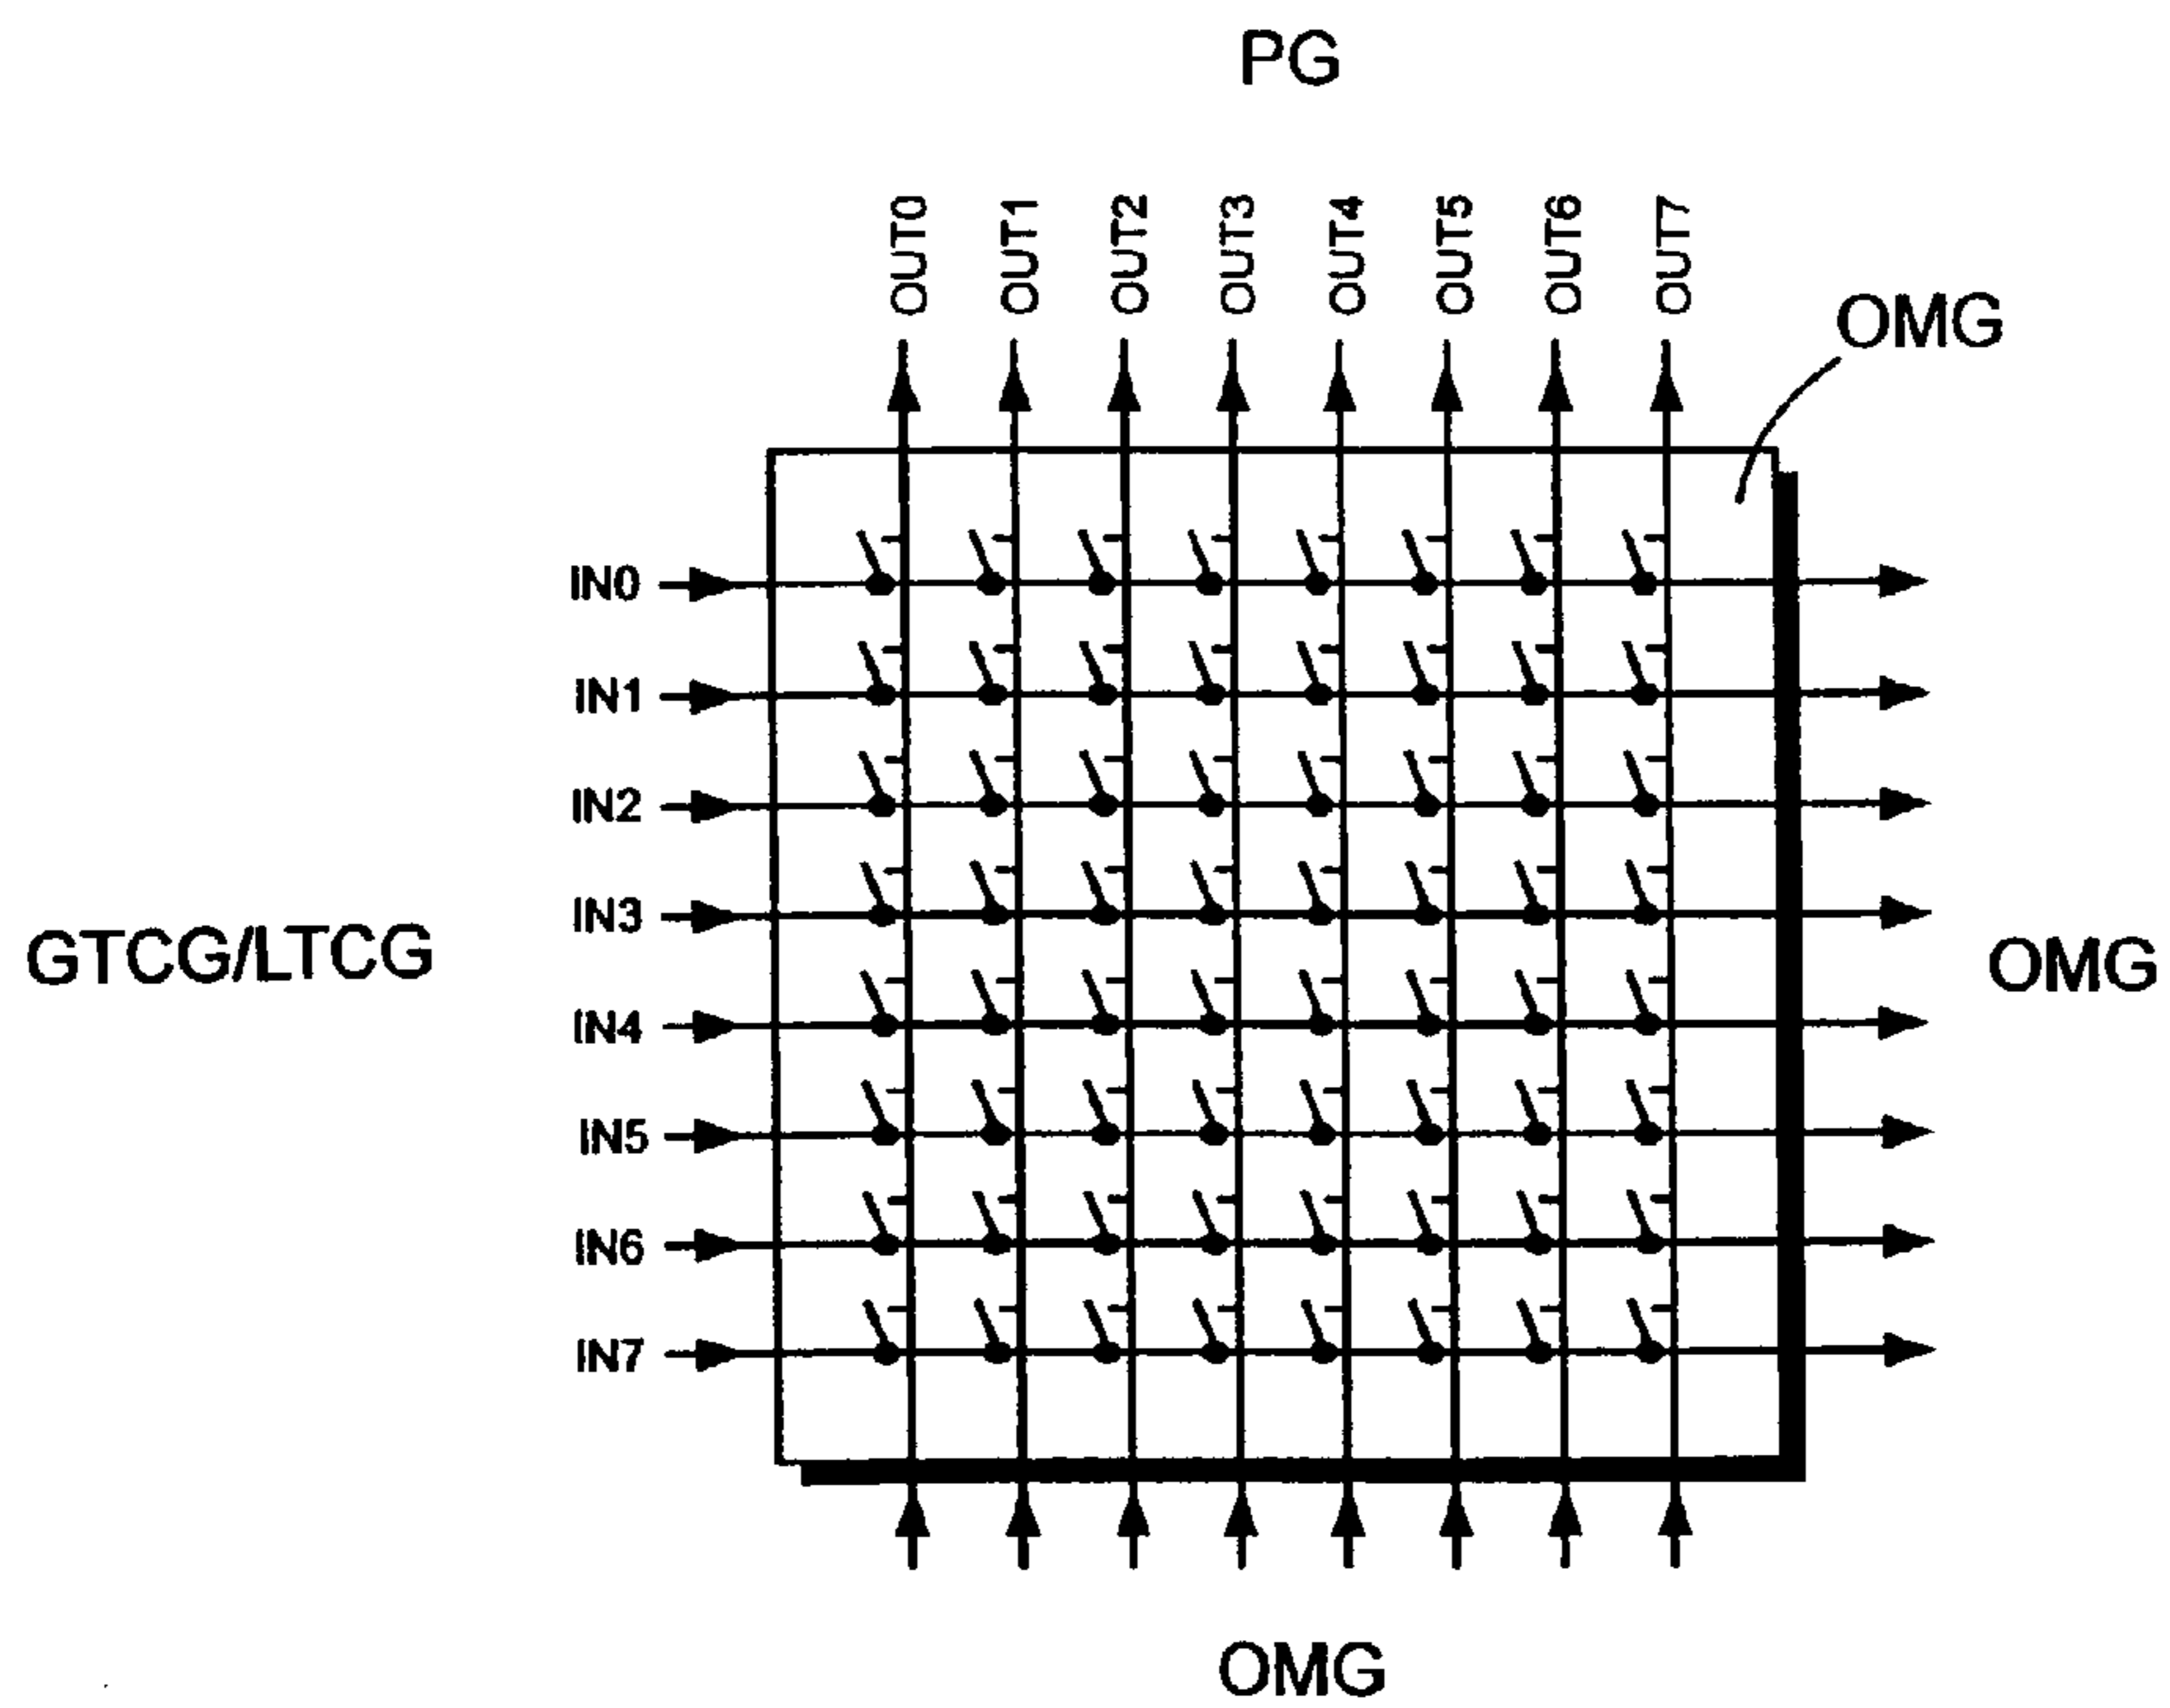 PG
OUT0
OUT1
OUT2
OUT3
OUT4
OUT5
OUT6
OUT7
OMG
IN0
IN1
IN2
IN3
GTCG/LTCG
OMG
IN4
IN5
IN6
IN7
OMG